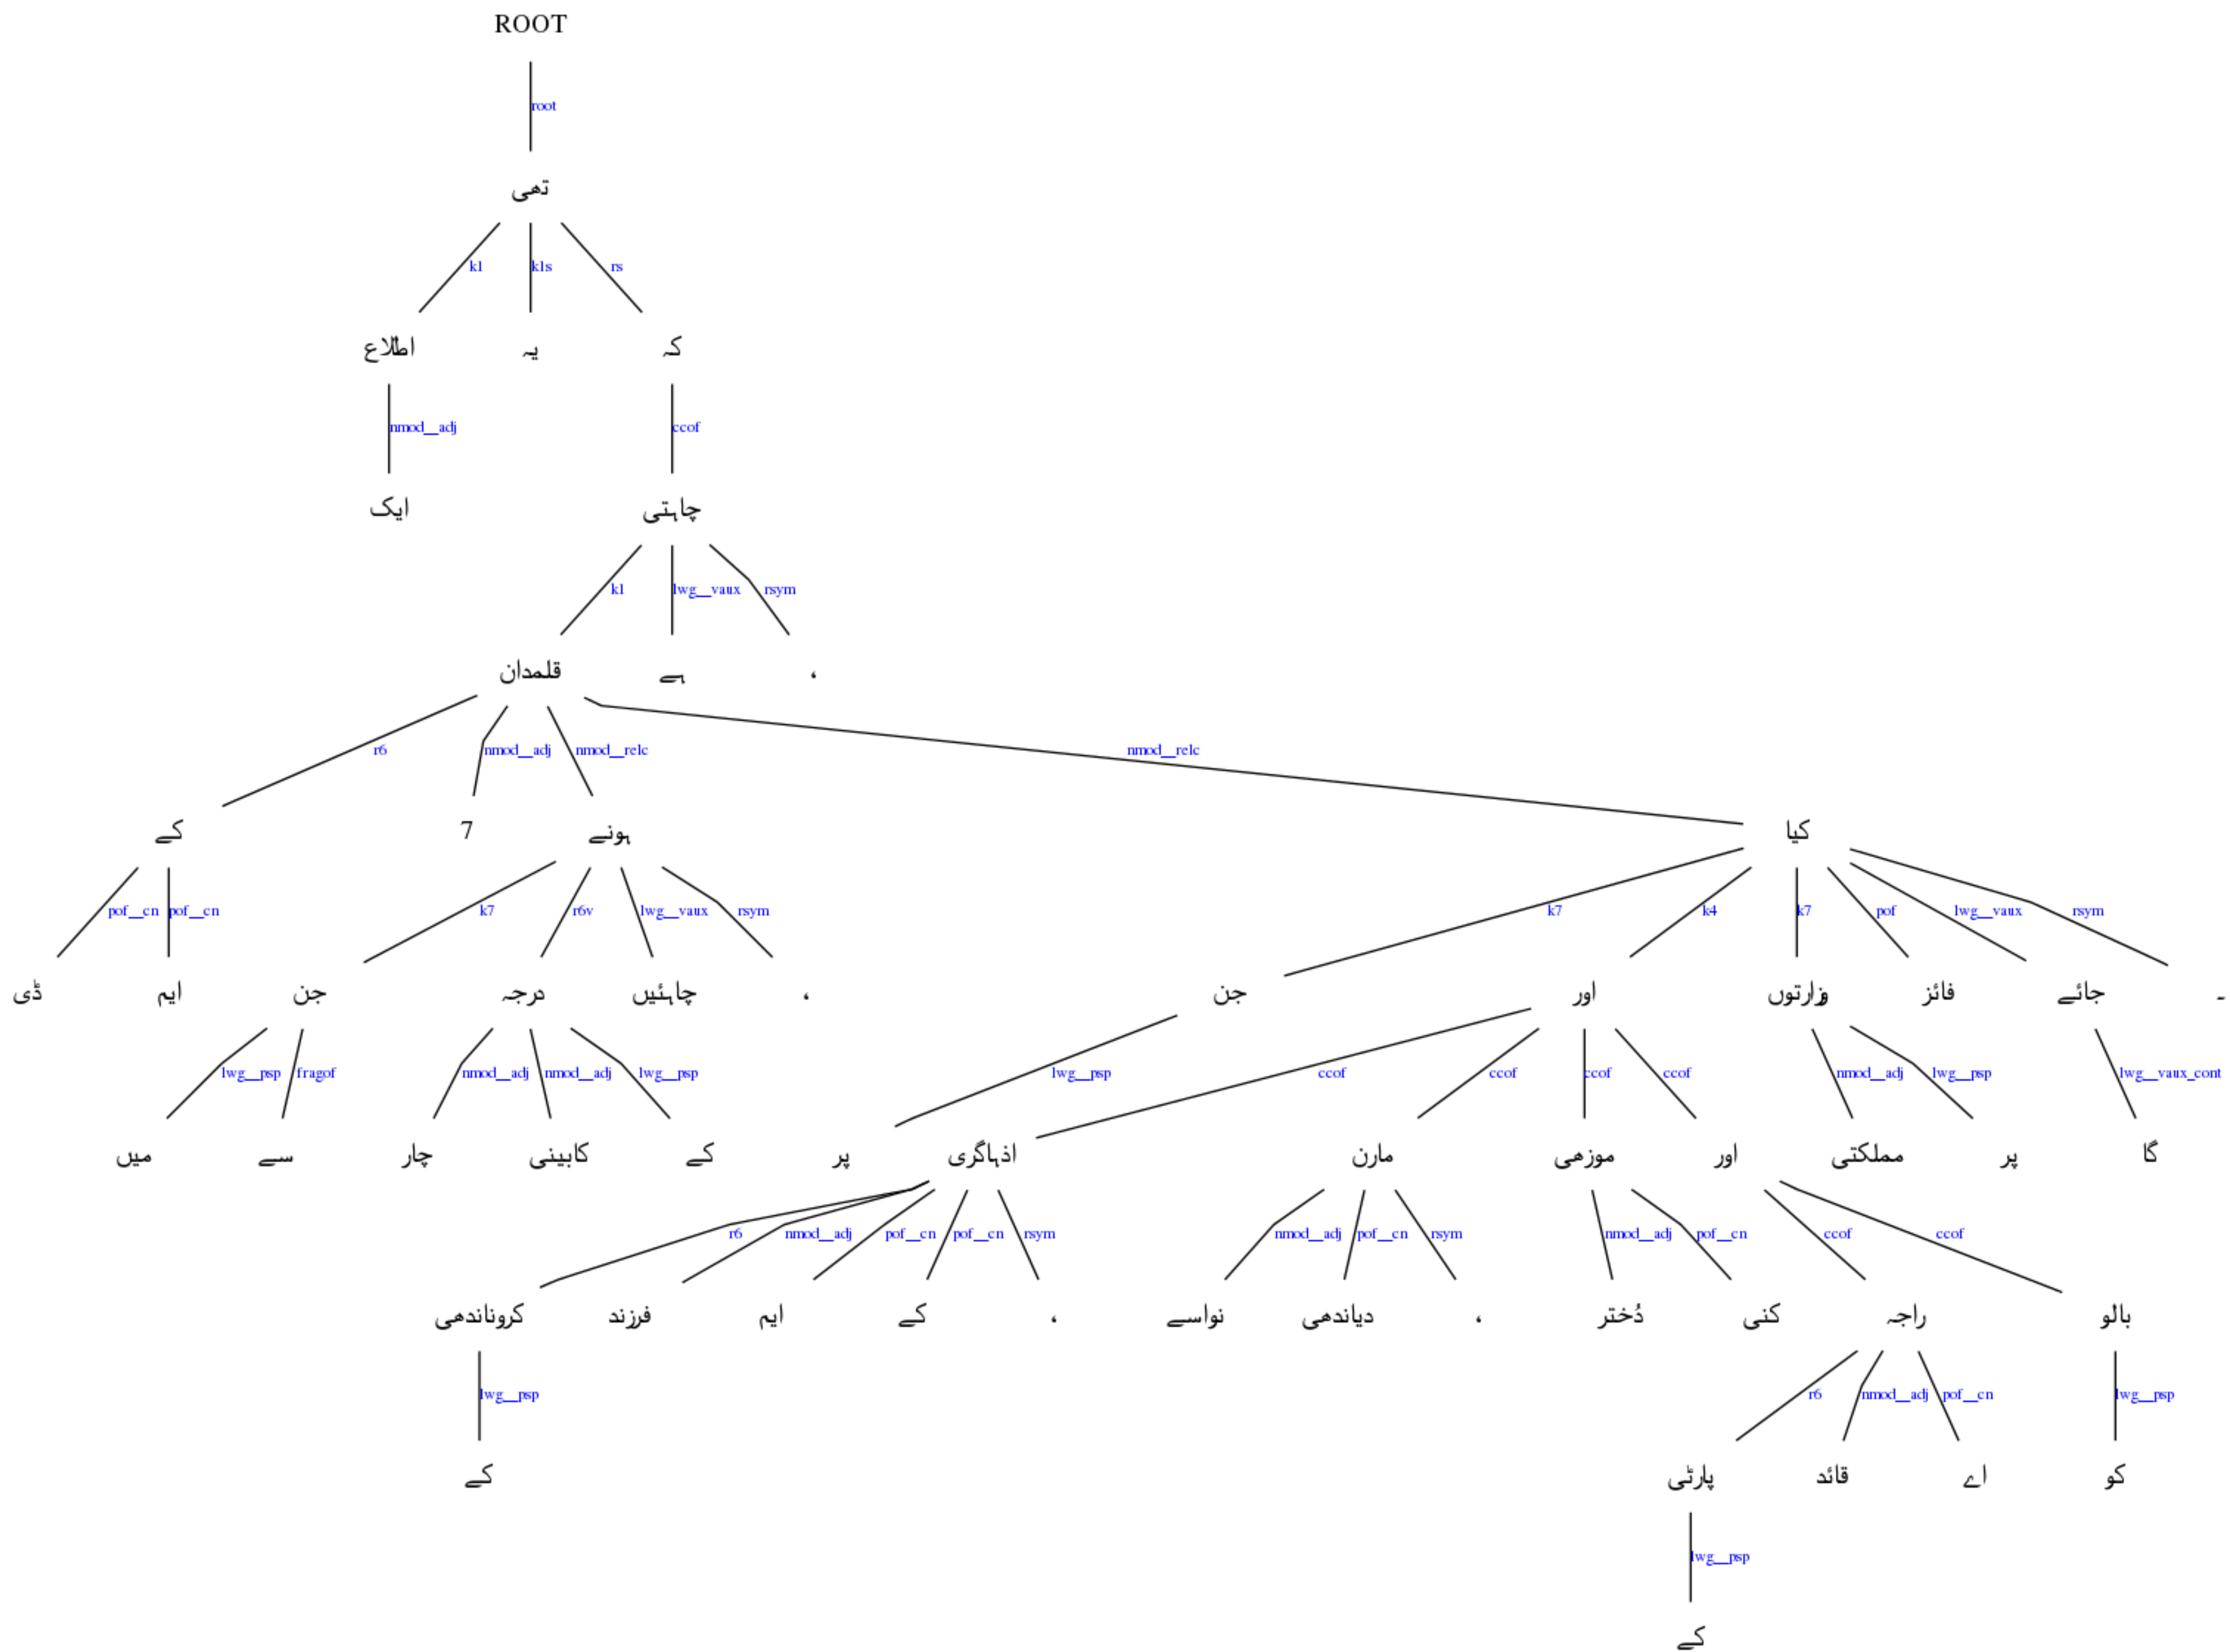 ROOT
root
تھی
k1 k1s rs
اطلاع یہ کہ
nmod__adj ccof
ایک چاہتی
k1 lwg__vaux rsym
قلمدان ہے ،
r6 nmod__adj nmod__relc nmod__relc
کے 7 ہونے کیا
pof__cn pof__cn k7 r6v lwg__vaux rsym k7 k4 k7 pof lwg__vaux rsym
ڈی ایم جن درجہ چاہئیں ، جن اور وزارتوں فائز جائے ۔
lwg__psp fragof nmod__adj nmod__adj lwg__psp lwg__psp ccof ccof ccof ccof nmod__adj lwg__psp lwg__vaux_cont
میں سے چار کابینی کے پر اذہاگری مارن موزھی اور مملکتی پر گا
r6 nmod__adj pof__cn pof__cn rsym nmod__adj pof__cn rsym nmod__adj pof__cn ccof ccof
کروناندھی فرزند ایم کے ، نواسے دیاندھی ، دُختر کنی راجہ بالو
lwg__psp r6 nmod__adj pof__cn lwg__psp
کے پارٹی قائد اے کو
lwg__psp
کے